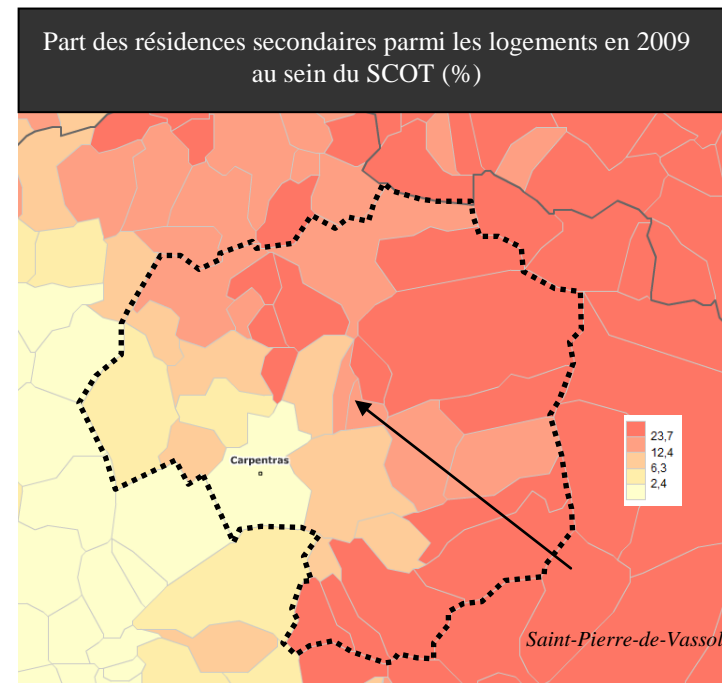 Part des résidences secondaires parmi les logements en 2009
au sein du SCOT (%)
Carpentras
23,7
12,4
6,3
2,4
Saint-Pierre-de-Vassol